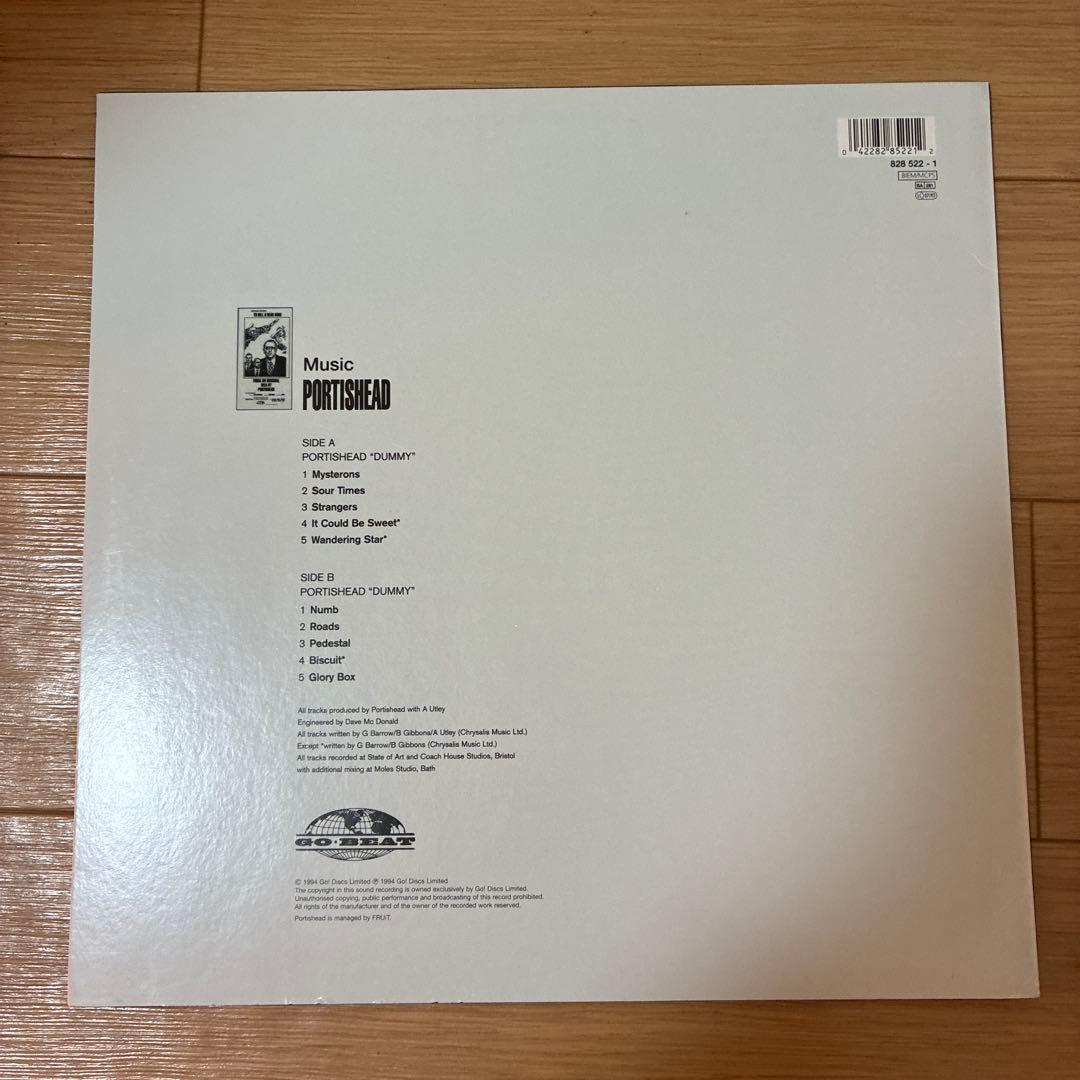 0 42282 85221 2
828 522 - 1
BIEM/MCPS
Music
PORTISHEAD
TO KILL A DEAD MAN
PORTISHEAD
SIDE A
PORTISHEAD “DUMMY”
1 Mysterons
2 Sour Times
3 Strangers
4 It Could Be Sweet*
5 Wandering Star*
SIDE B
PORTISHEAD “DUMMY”
1 Numb
2 Roads
3 Pedestal
4 Biscuit*
5 Glory Box
All tracks produced by Portishead with A Utley
Engineered by Dave Mc Donald
All tracks written by G Barrow/B Gibbons/A Utley (Chrysalis Music Ltd.)
Except *written by G Barrow/B Gibbons (Chrysalis Music Ltd.)
All tracks recorded at State of Art and Coach House Studios, Bristol
with additional mixing at Moles Studio, Bath
GO·BEAT
© 1994 Go! Discs Limited ℗ 1994 Go! Discs Limited
The copyright in this sound recording is owned exclusively by Go! Discs Limited.
Unauthorised copying, public performance and broadcasting of this record prohibited.
All rights of the manufacturer and of the owner of the recorded work reserved.
Portishead is managed by FRUIT.